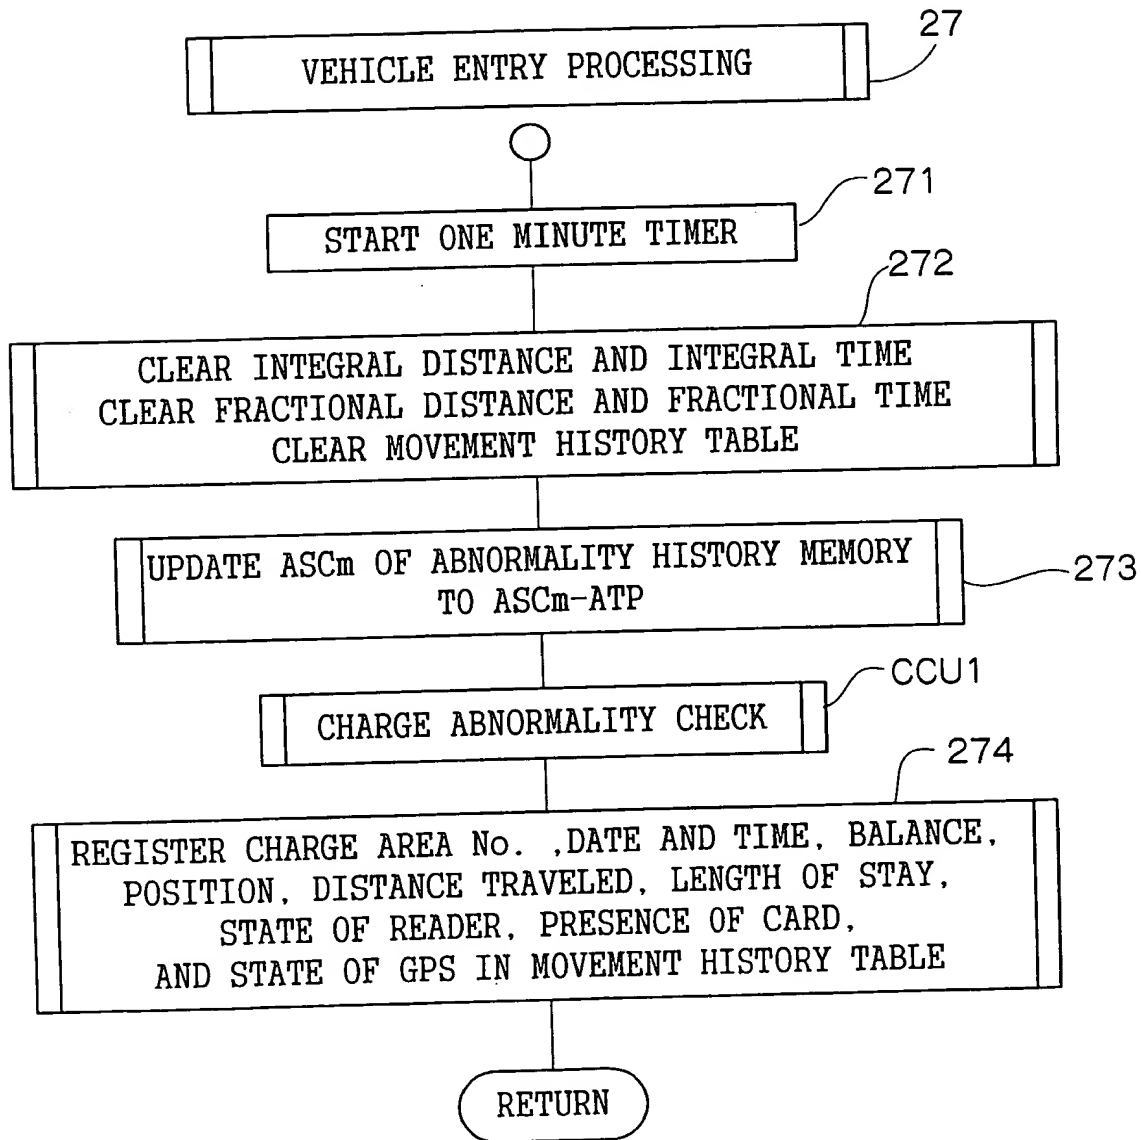 27
VEHICLE ENTRY PROCESSING
271
START ONE MINUTE TIMER
272
CLEAR INTEGRAL DISTANCE AND INTEGRAL TIME
CLEAR FRACTIONAL DISTANCE AND FRACTIONAL TIME
CLEAR MOVEMENT HISTORY TABLE
UPDATE ASCm OF ABNORMALITY HISTORY MEMORY
TO ASCm-ATP
273
CCU1
CHARGE ABNORMALITY CHECK
274
REGISTER CHARGE AREA No. ,DATE AND TIME, BALANCE,
POSITION, DISTANCE TRAVELED, LENGTH OF STAY,
STATE OF READER, PRESENCE OF CARD,
AND STATE OF GPS IN MOVEMENT HISTORY TABLE
RETURN